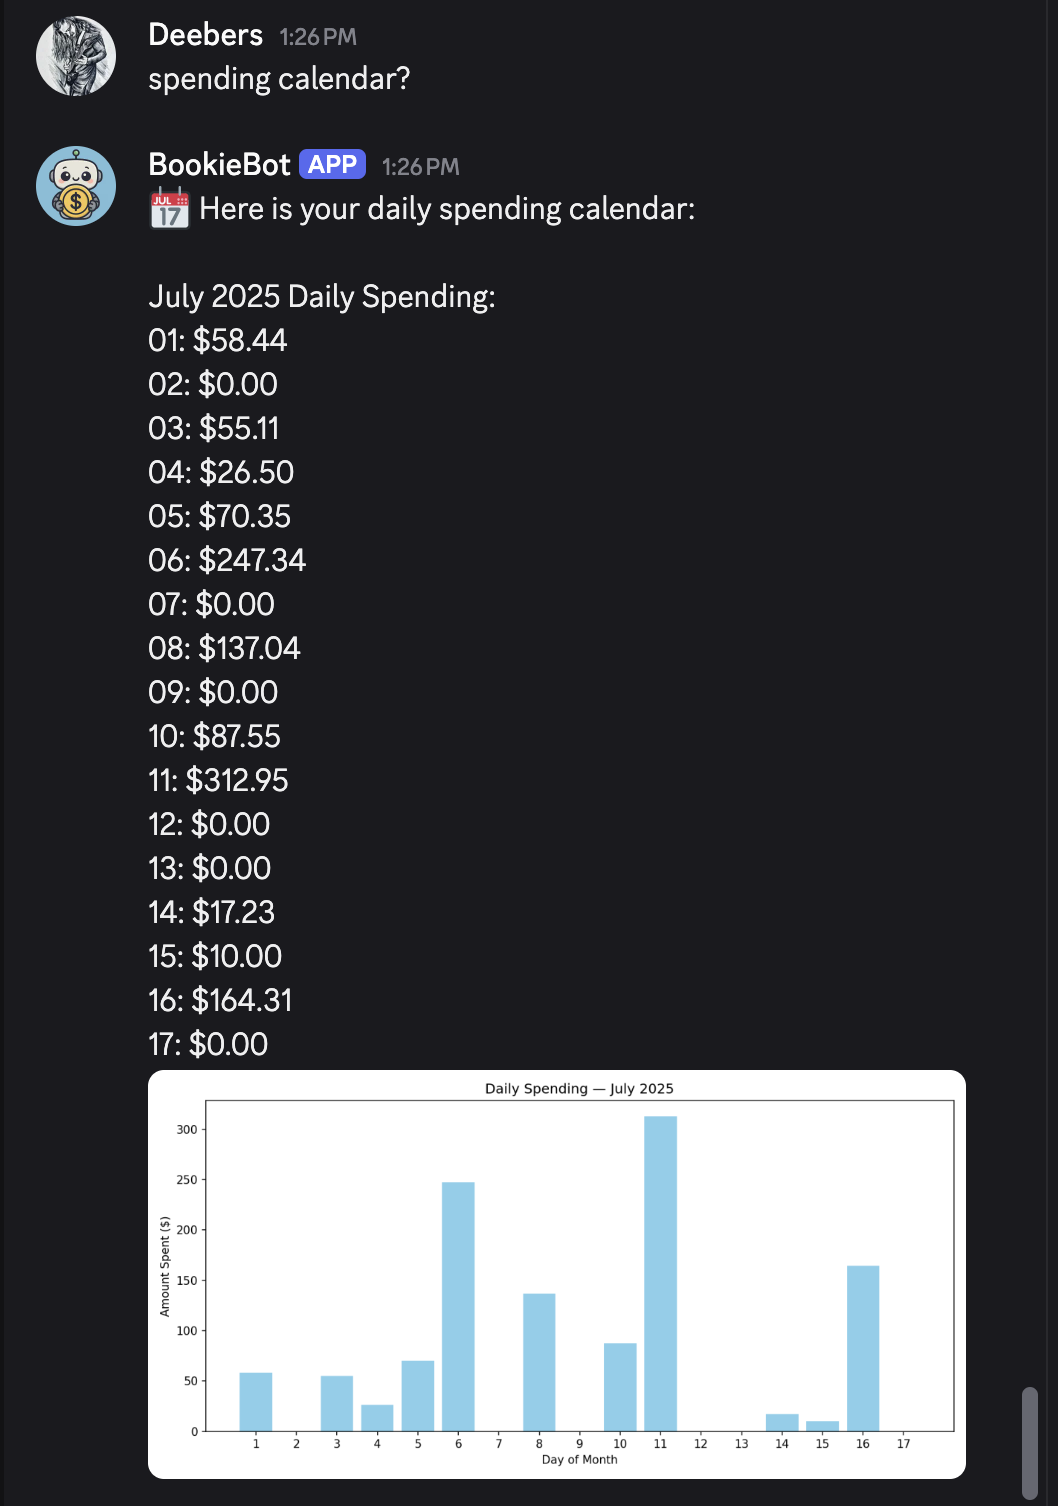 Deebers 1:26 PM
spending calendar?
BookieBot APP 1:26 PM
JUL 17 Here is your daily spending calendar:
July 2025 Daily Spending:
01: $58.44
02: $0.00
03: $55.11
04: $26.50
05: $70.35
06: $247.34
07: $0.00
08: $137.04
09: $0.00
10: $87.55
11: $312.95
12: $0.00
13: $0.00
14: $17.23
15: $10.00
16: $164.31
17: $0.00
Daily Spending — July 2025
Amount Spent ($)
300
250
200
150
100
50
0
1 2 3 4 5 6 7 8 9 10 11 12 13 14 15 16 17
Day of Month